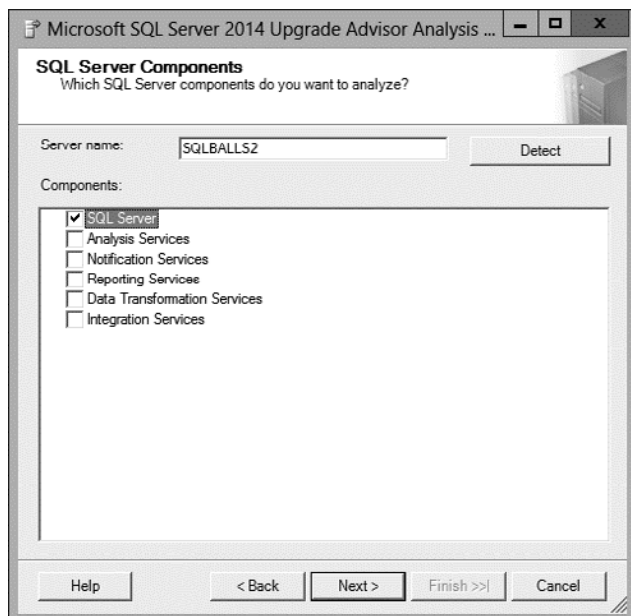 Microsoft SQL Server 2014 Upgrade Advisor Analysis ...
SQL Server Components
Which SQL Server components do you want to analyze?
Server name: SQLBALLS2 Detect
Components:
SQL Server
Analysis Services
Notification Services
Reporting Services
Data Transformation Services
Integration Services
Help < Back Next > Finish >>| Cancel